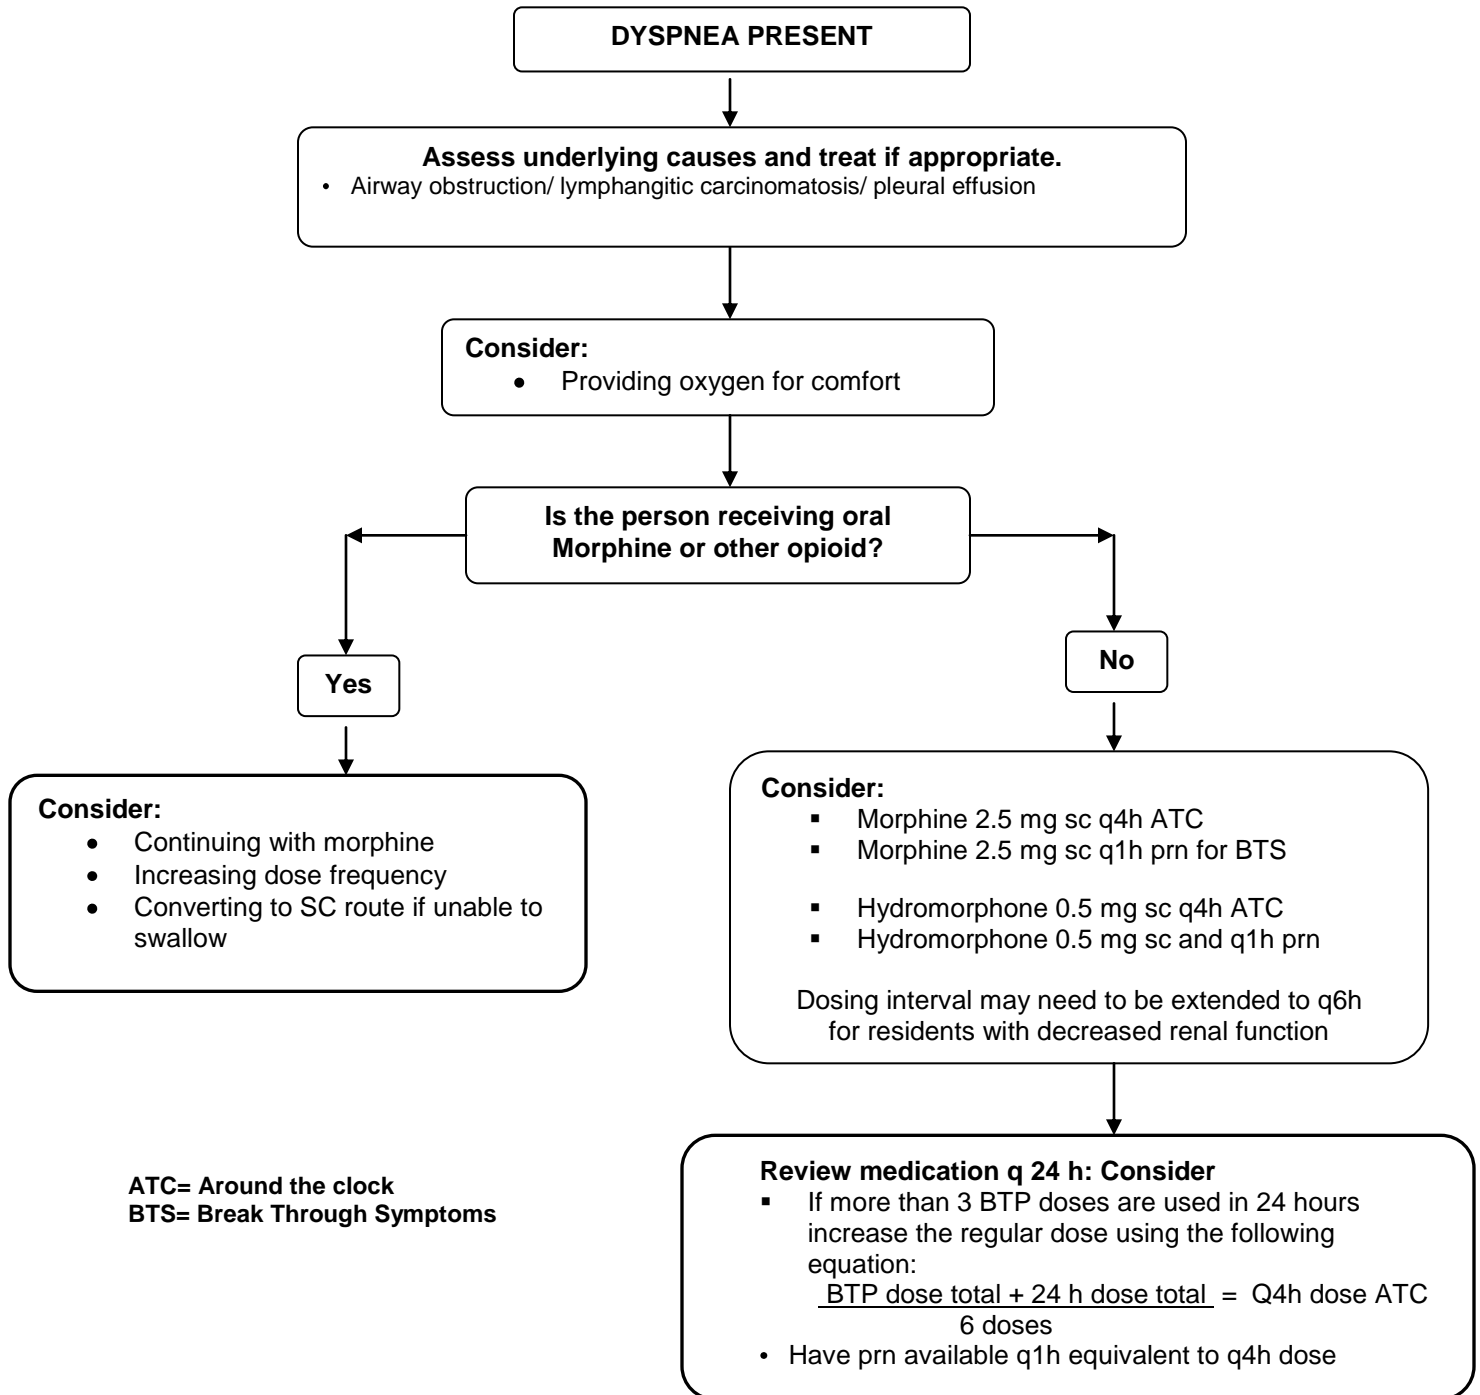 DYSPNEA PRESENT
Assess underlying causes and treat if appropriate.
• Airway obstruction/ lymphangitic carcinomatosis/ pleural effusion
Consider:
● Providing oxygen for comfort
Is the person receiving oral
Morphine or other opioid?
Yes
No
Consider:
● Continuing with morphine
● Increasing dose frequency
● Converting to SC route if unable to
swallow
Consider:
▪ Morphine 2.5 mg sc q4h ATC
▪ Morphine 2.5 mg sc q1h prn for BTS
▪ Hydromorphone 0.5 mg sc q4h ATC
▪ Hydromorphone 0.5 mg sc and q1h prn
Dosing interval may need to be extended to q6h
for residents with decreased renal function
ATC= Around the clock
BTS= Break Through Symptoms
Review medication q 24 h: Consider
▪ If more than 3 BTP doses are used in 24 hours
increase the regular dose using the following
equation:
BTP dose total + 24 h dose total = Q4h dose ATC
6 doses
• Have prn available q1h equivalent to q4h dose